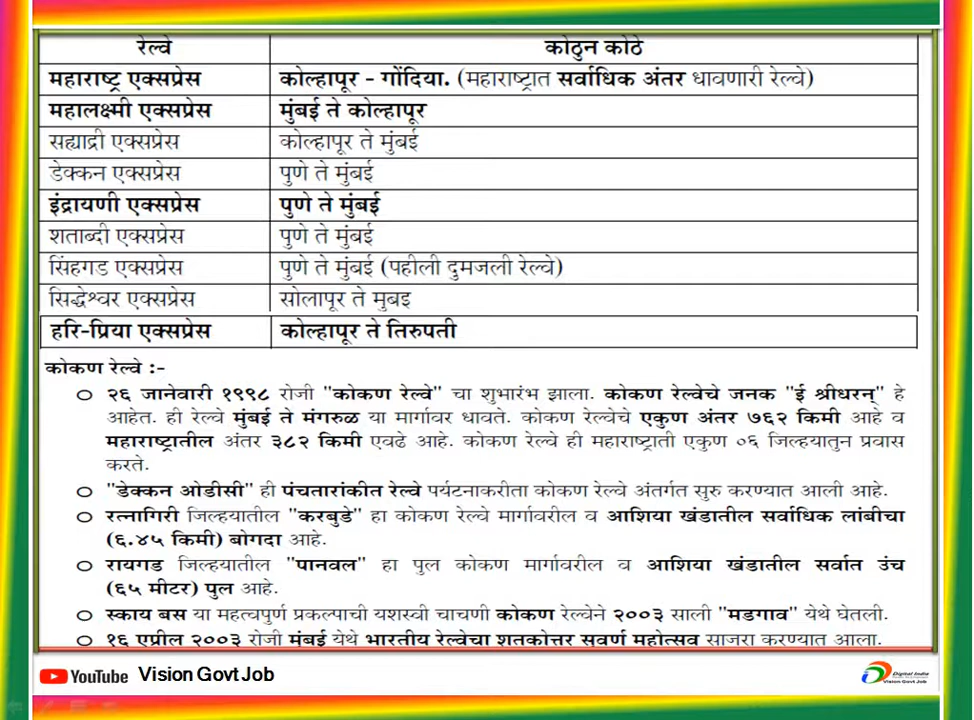 रेल्वे कोठुन कोठे
महाराष्ट्र एक्सप्रेस कोल्हापूर - गोंदिया. (महाराष्ट्रात सर्वाधिक अंतर धावणारी रेल्वे)
महालक्ष्मी एक्सप्रेस मुंबई ते कोल्हापूर
सह्याद्री एक्सप्रेस कोल्हापूर ते मुंबई
डेक्कन एक्सप्रेस पुणे ते मुंबई
इंद्रायणी एक्सप्रेस पुणे ते मुंबई
शताब्दी एक्सप्रेस पुणे ते मुंबई
सिंहगड एक्सप्रेस पुणे ते मुंबई (पहीली दुमजली रेल्वे)
सिद्धेश्वर एक्सप्रेस सोलापूर ते मुबइ
हरि-प्रिया एक्सप्रेस कोल्हापूर ते तिरुपती
कोकण रेल्वे :-
२६ जानेवारी १९९८ रोजी "कोकण रेल्वे" चा शुभारंभ झाला. कोकण रेल्वेचे जनक "ई श्रीधरन्" हे
आहेत. ही रेल्वे मुंबई ते मंगरुळ या मार्गावर धावते. कोकण रेल्वेचे एकुण अंतर ७६२ किमी आहे व
महाराष्ट्रातील अंतर ३८२ किमी एवढे आहे. कोकण रेल्वे ही महाराष्ट्राती एकुण ०६ जिल्हयातुन प्रवास
करते.
"डेक्कन ओडीसी" ही पंचतारांकीत रेल्वे पर्यटनाकरीता कोकण रेल्वे अंतर्गत सुरु करण्यात आली आहे.
रत्नागिरी जिल्हयातील "करबुडे" हा कोकण रेल्वे मार्गावरील व आशिया खंडातील सर्वाधिक लांबीचा
(६.४५ किमी) बोगदा आहे.
रायगड जिल्हयातील "पानवल" हा पुल कोकण मार्गावरील व आशिया खंडातील सर्वात उंच
(६५ मीटर) पुल आहे.
स्काय बस या महत्वपुर्ण प्रकल्पाची यशस्वी चाचणी कोकण रेल्वेने २००३ साली "मडगाव" येथे घेतली.
१६ एप्रील २००३ रोजी मुंबई येथे भारतीय रेल्वेचा शतकोत्तर सुवर्ण महोत्सव साजरा करण्यात आला.
YouTube Vision Govt Job
Digital India
Vision Govt Job